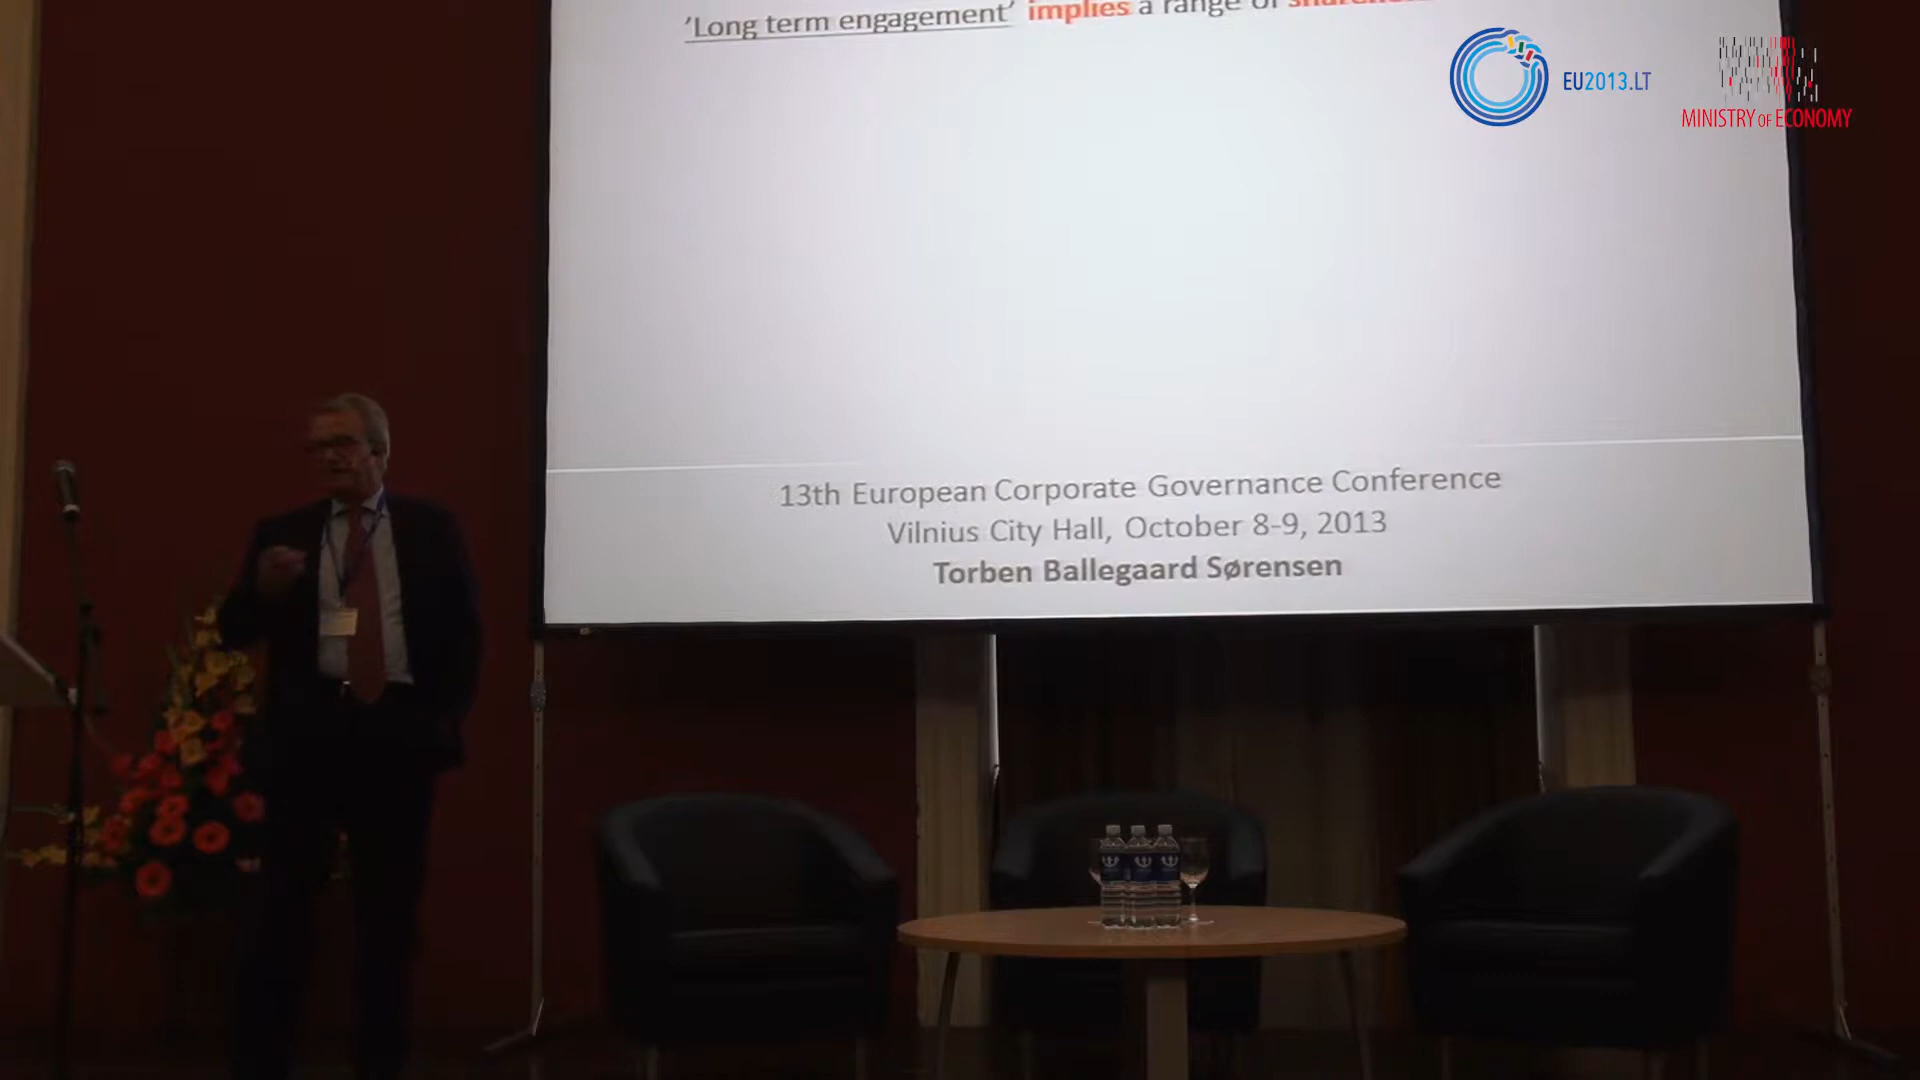 ’Long term engagement’ implies a range of
EU2013.LT
MINISTRY OF ECONOMY
13th European Corporate Governance Conference
Vilnius City Hall, October 8-9, 2013
Torben Ballegaard Sørensen